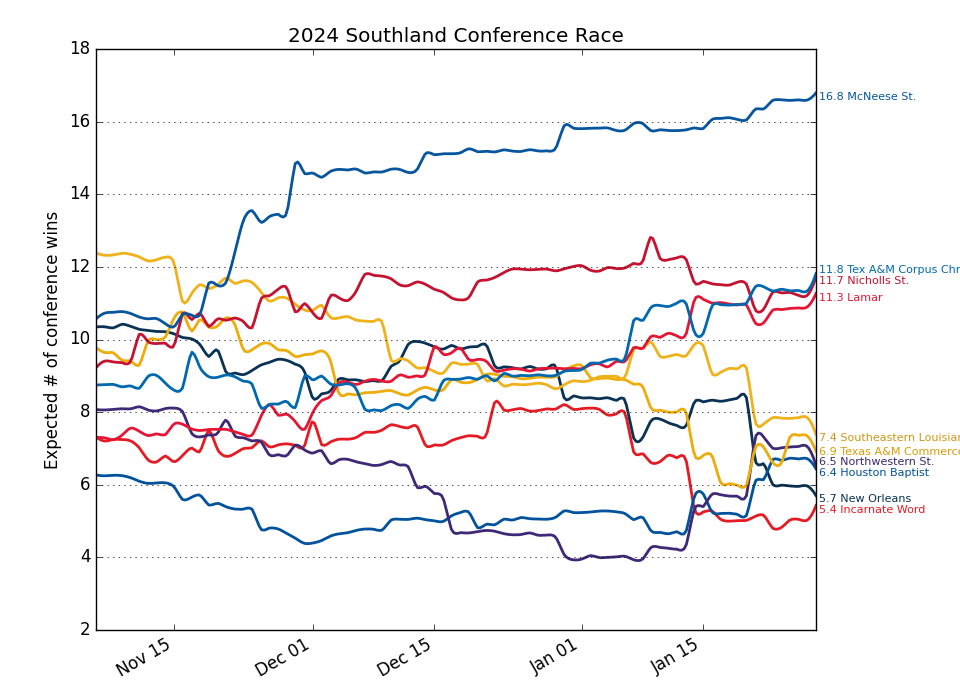 2024 Southland Conference Race
Expected # of conference wins
18
16
14
12
10
8
6
4
2
Nov 15
Dec 01
Dec 15
Jan 01
Jan 15
16.8 McNeese St.
11.8 Tex A&M Corpus Chr
11.7 Nicholls St.
11.3 Lamar
7.4 Southeastern Louisian
6.9 Texas A&M Commerce
6.5 Northwestern St.
6.4 Houston Baptist
5.7 New Orleans
5.4 Incarnate Word